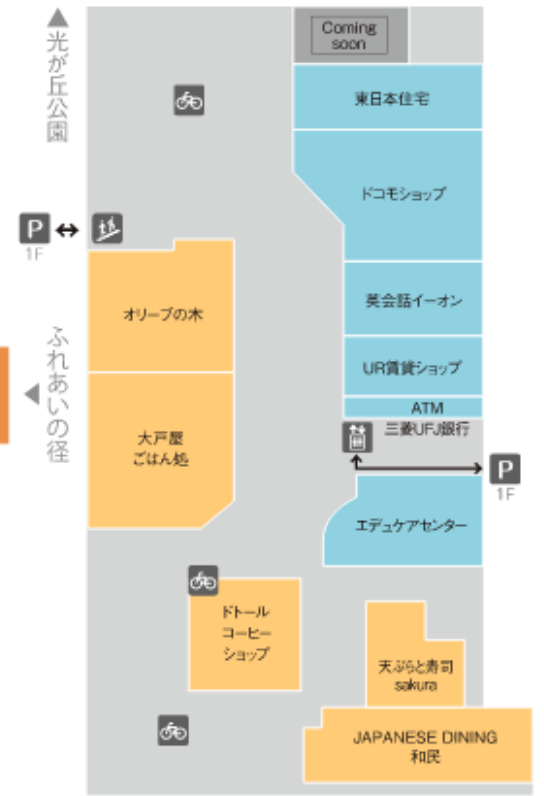 ▲光が丘公園
Coming
soon
東日本住宅
ドコモショップ
P
1F
オリーブの木
英会話イーオン
ふれあいの径
UR賃貸ショップ
ATM
三菱UFJ銀行
大戸屋
ごはん処
P
1F
エデュケアセンター
ドトール
コーヒー
ショップ
天ぷらと寿司
sakura
JAPANESE DINING
和民